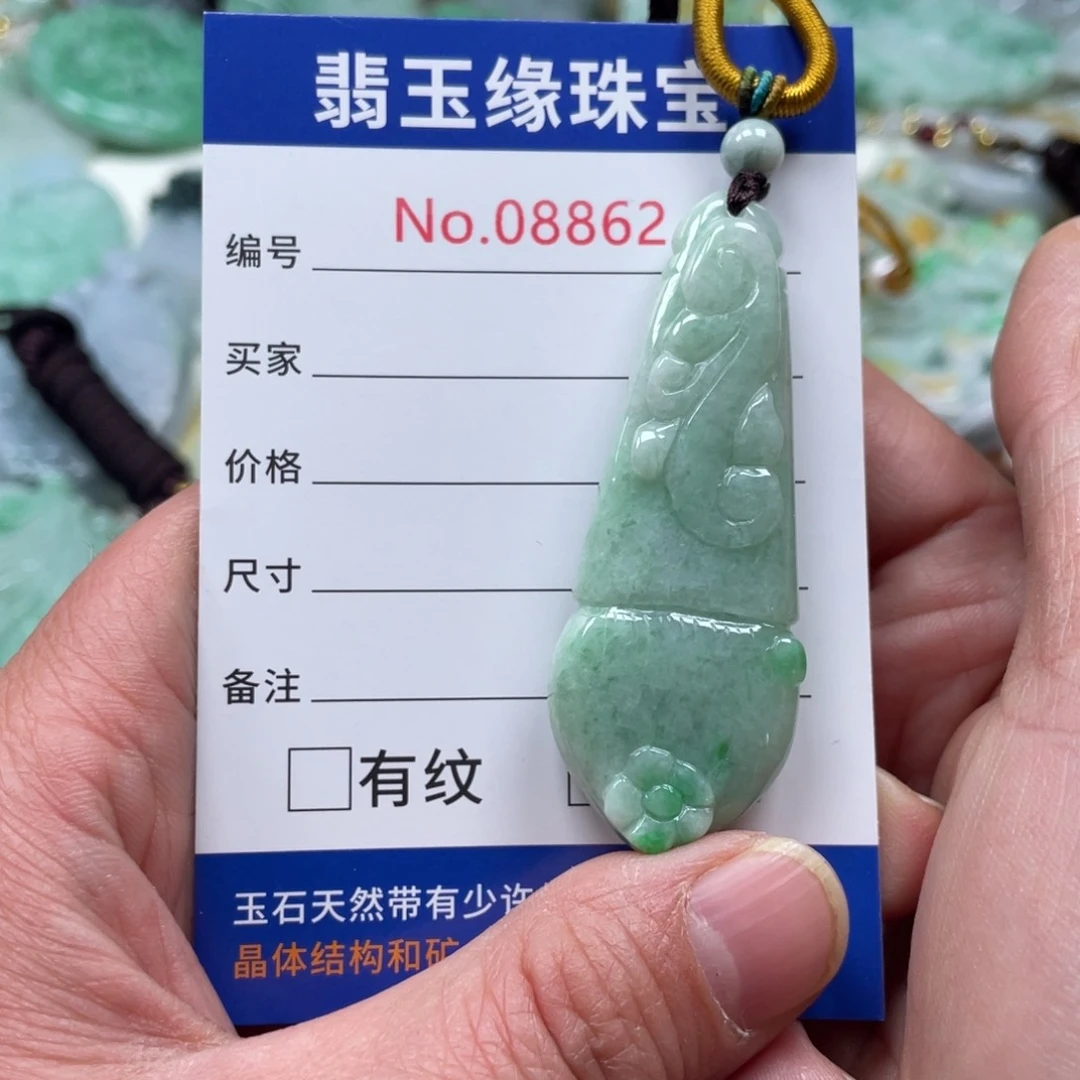 翡玉缘珠宝
编号 No.08862
买家
价格
尺寸
备注
有纹
玉石天然带有少许
晶体结构和矿